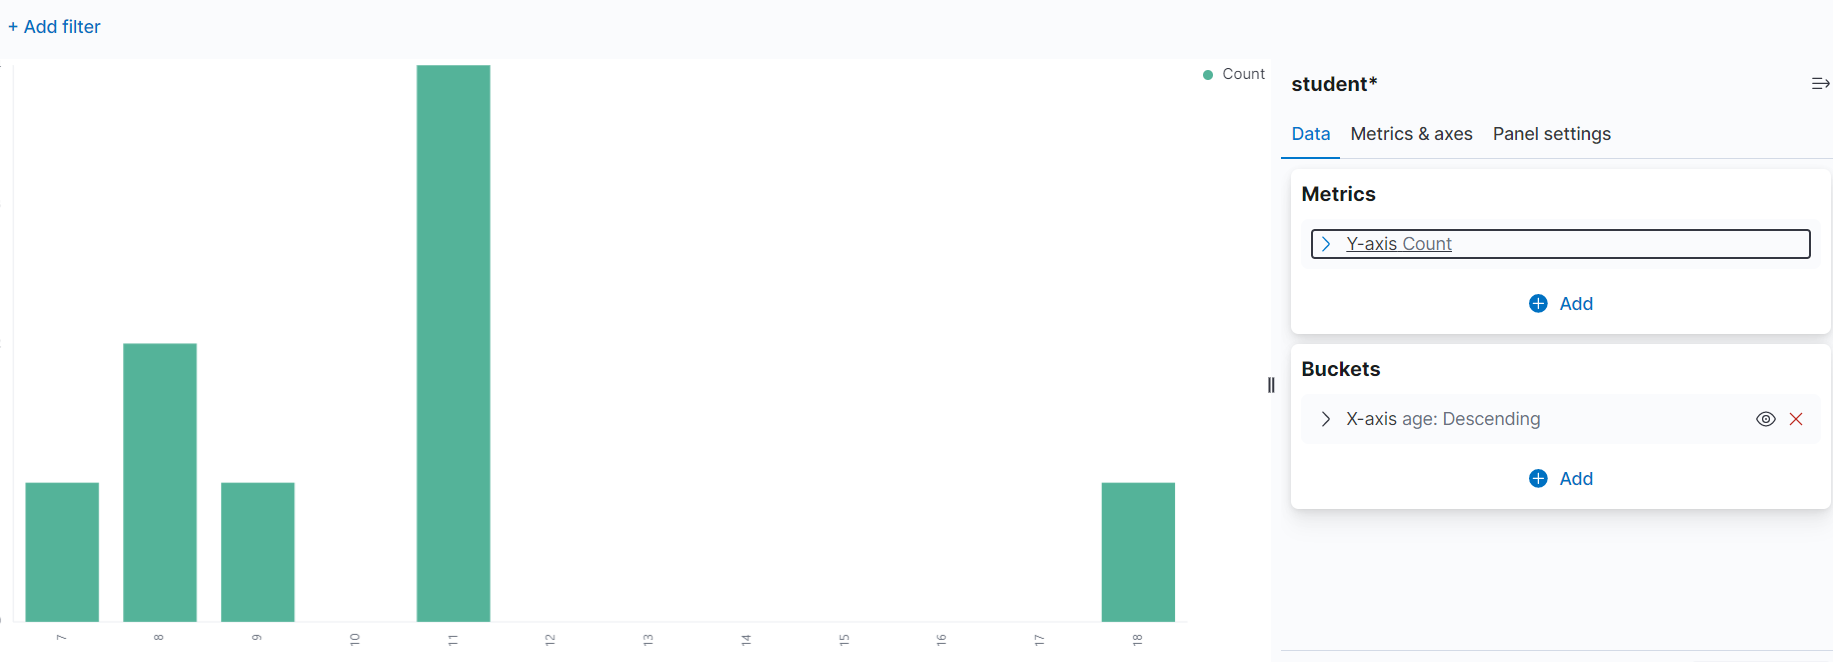 + Add filter
Count
student*
Data Metrics & axes Panel settings
Metrics
Y-axis Count
Add
Buckets
X-axis age: Descending
Add
7 8 9 10 11 12 13 14 15 16 17 18